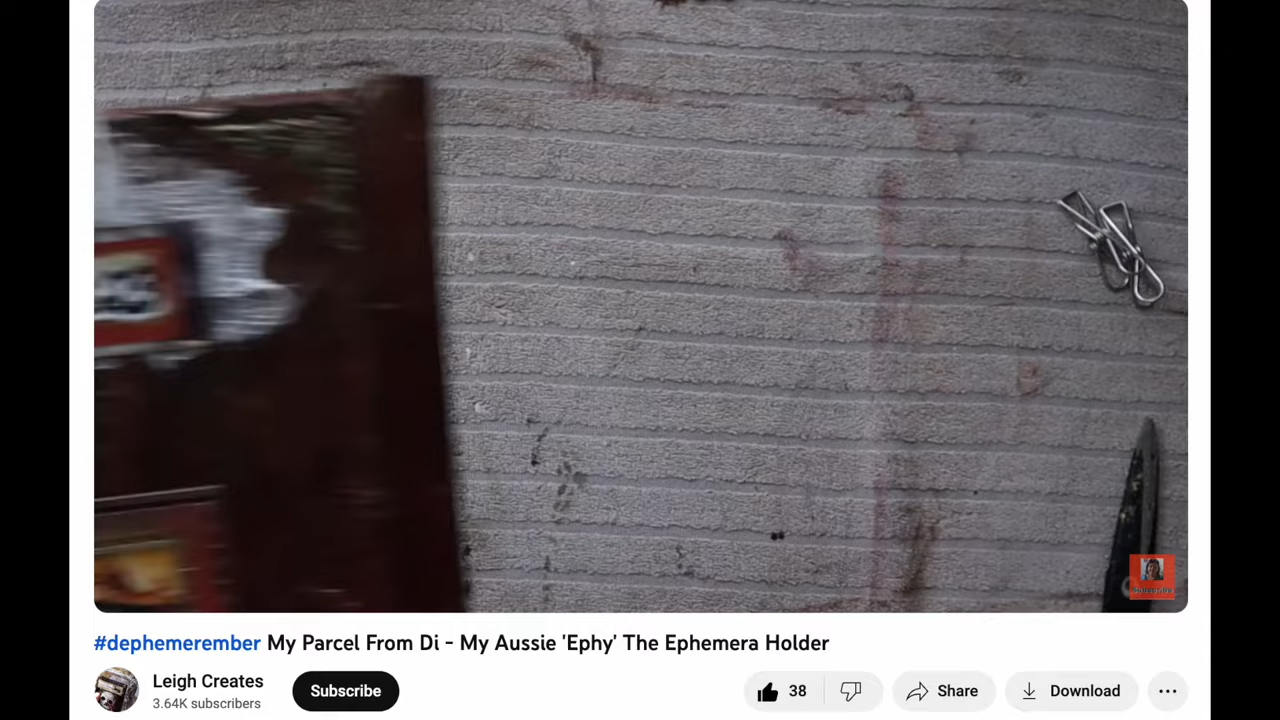 #dephemerember My Parcel From Di - My Aussie 'Ephy' The Ephemera Holder
Leigh Creates
3.64K subscribers
Subscribe
38
Share
Download